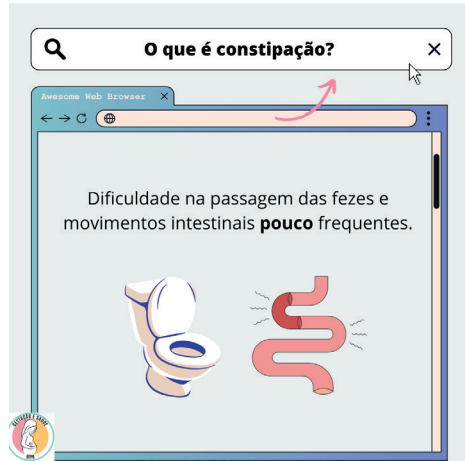 O que é constipação?
Awesome Web Browser
Dificuldade na passagem das fezes e
movimentos intestinais pouco frequentes.